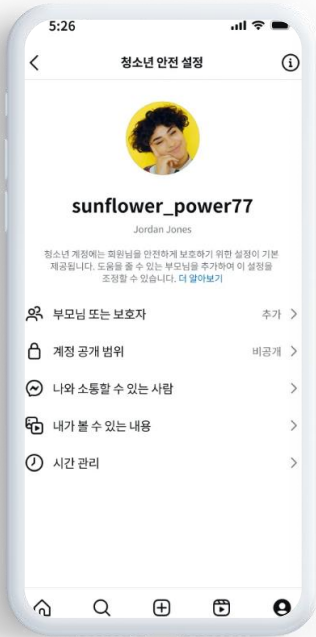 5:26
청소년 안전 설정
sunflower_power77
Jordan Jones
청소년 계정에는 회원님을 안전하게 보호하기 위한 설정이 기본
제공됩니다. 도움을 줄 수 있는 부모님을 추가하여 이 설정을
조정할 수 있습니다. 더 알아보기
부모님 또는 보호자 추가
계정 공개 범위 비공개
나와 소통할 수 있는 사람
내가 볼 수 있는 내용
시간 관리